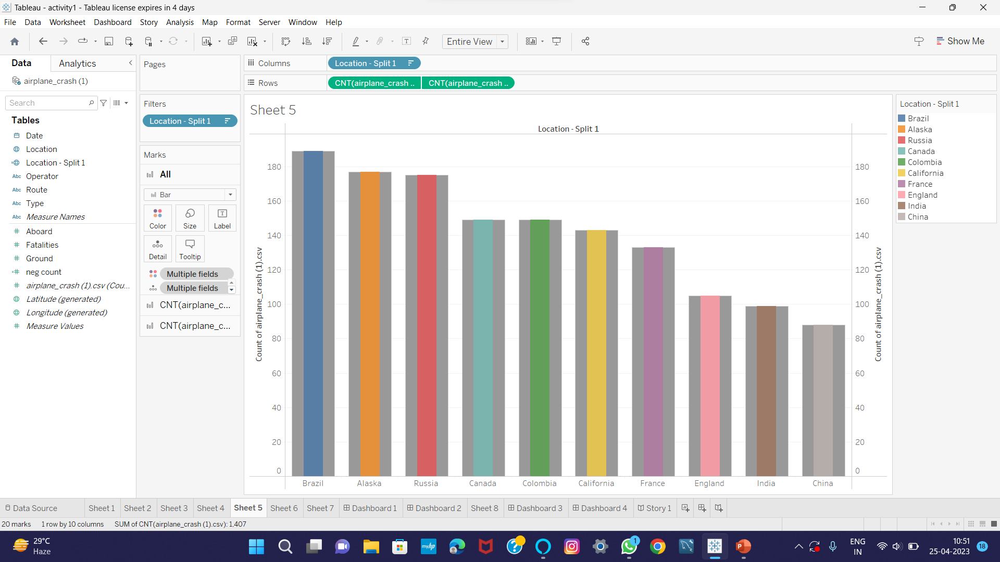 Tableau - activity1 - Tableau license expires in 4 days
File Data Worksheet Dashboard Story Analysis Map Format Server Window Help
Entire View
Show Me
Data
Analytics
airplane_crash (1)
Search
Tables
Date
Location
Location - Split 1
Abc Operator
Abc Route
Abc Type
Abc Measure Names
Aboard
Fatalities
Ground
neg count
airplane_crash (1).csv (Cou...
Latitude (generated)
Longitude (generated)
Measure Values
Pages
Filters
Location - Split 1
Marks
All
Bar
Color
Size
Label
Detail
Tooltip
Multiple fields
Multiple fields
CNT(airplane_c...
CNT(airplane_c...
Columns
Location - Split 1
Rows
CNT(airplane_crash ..
CNT(airplane_crash ..
Sheet 5
Location - Split 1
Count of airplane_crash (1).csv
180
160
140
120
100
80
60
40
20
0
Brazil Alaska Russia Canada Colombia California France England India China
180
160
140
120
100
80
60
40
20
0
Count of airplane_crash (1).csv
Location - Split 1
Brazil
Alaska
Russia
Canada
Colombia
California
France
England
India
China
Data Source Sheet 1 Sheet 2 Sheet 3 Sheet 4 Sheet 5 Sheet 6 Sheet 7 Dashboard 1 Dashboard 2 Sheet 8 Dashboard 3 Dashboard 4 Story 1
20 marks 1 row by 10 columns SUM of CNT(airplane_crash (1).csv): 1,407
29°C
Haze
myhp
1
P
ENG
IN
10:51
25-04-2023
18